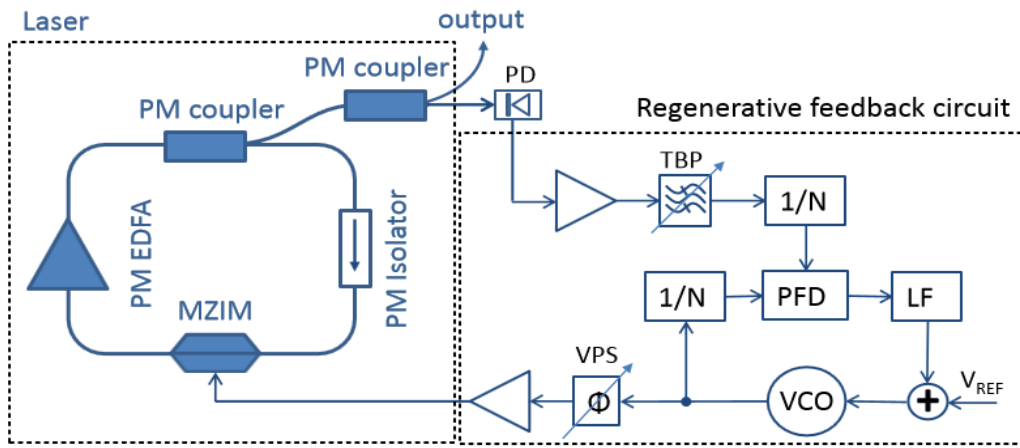 Laser
output
PM coupler
PD
PM coupler
Regenerative feedback circuit
TBP
1/N
PM EDFA
PM Isolator
1/N
PFD
LF
MZIM
VPS
Φ
VCO
+
V_REF